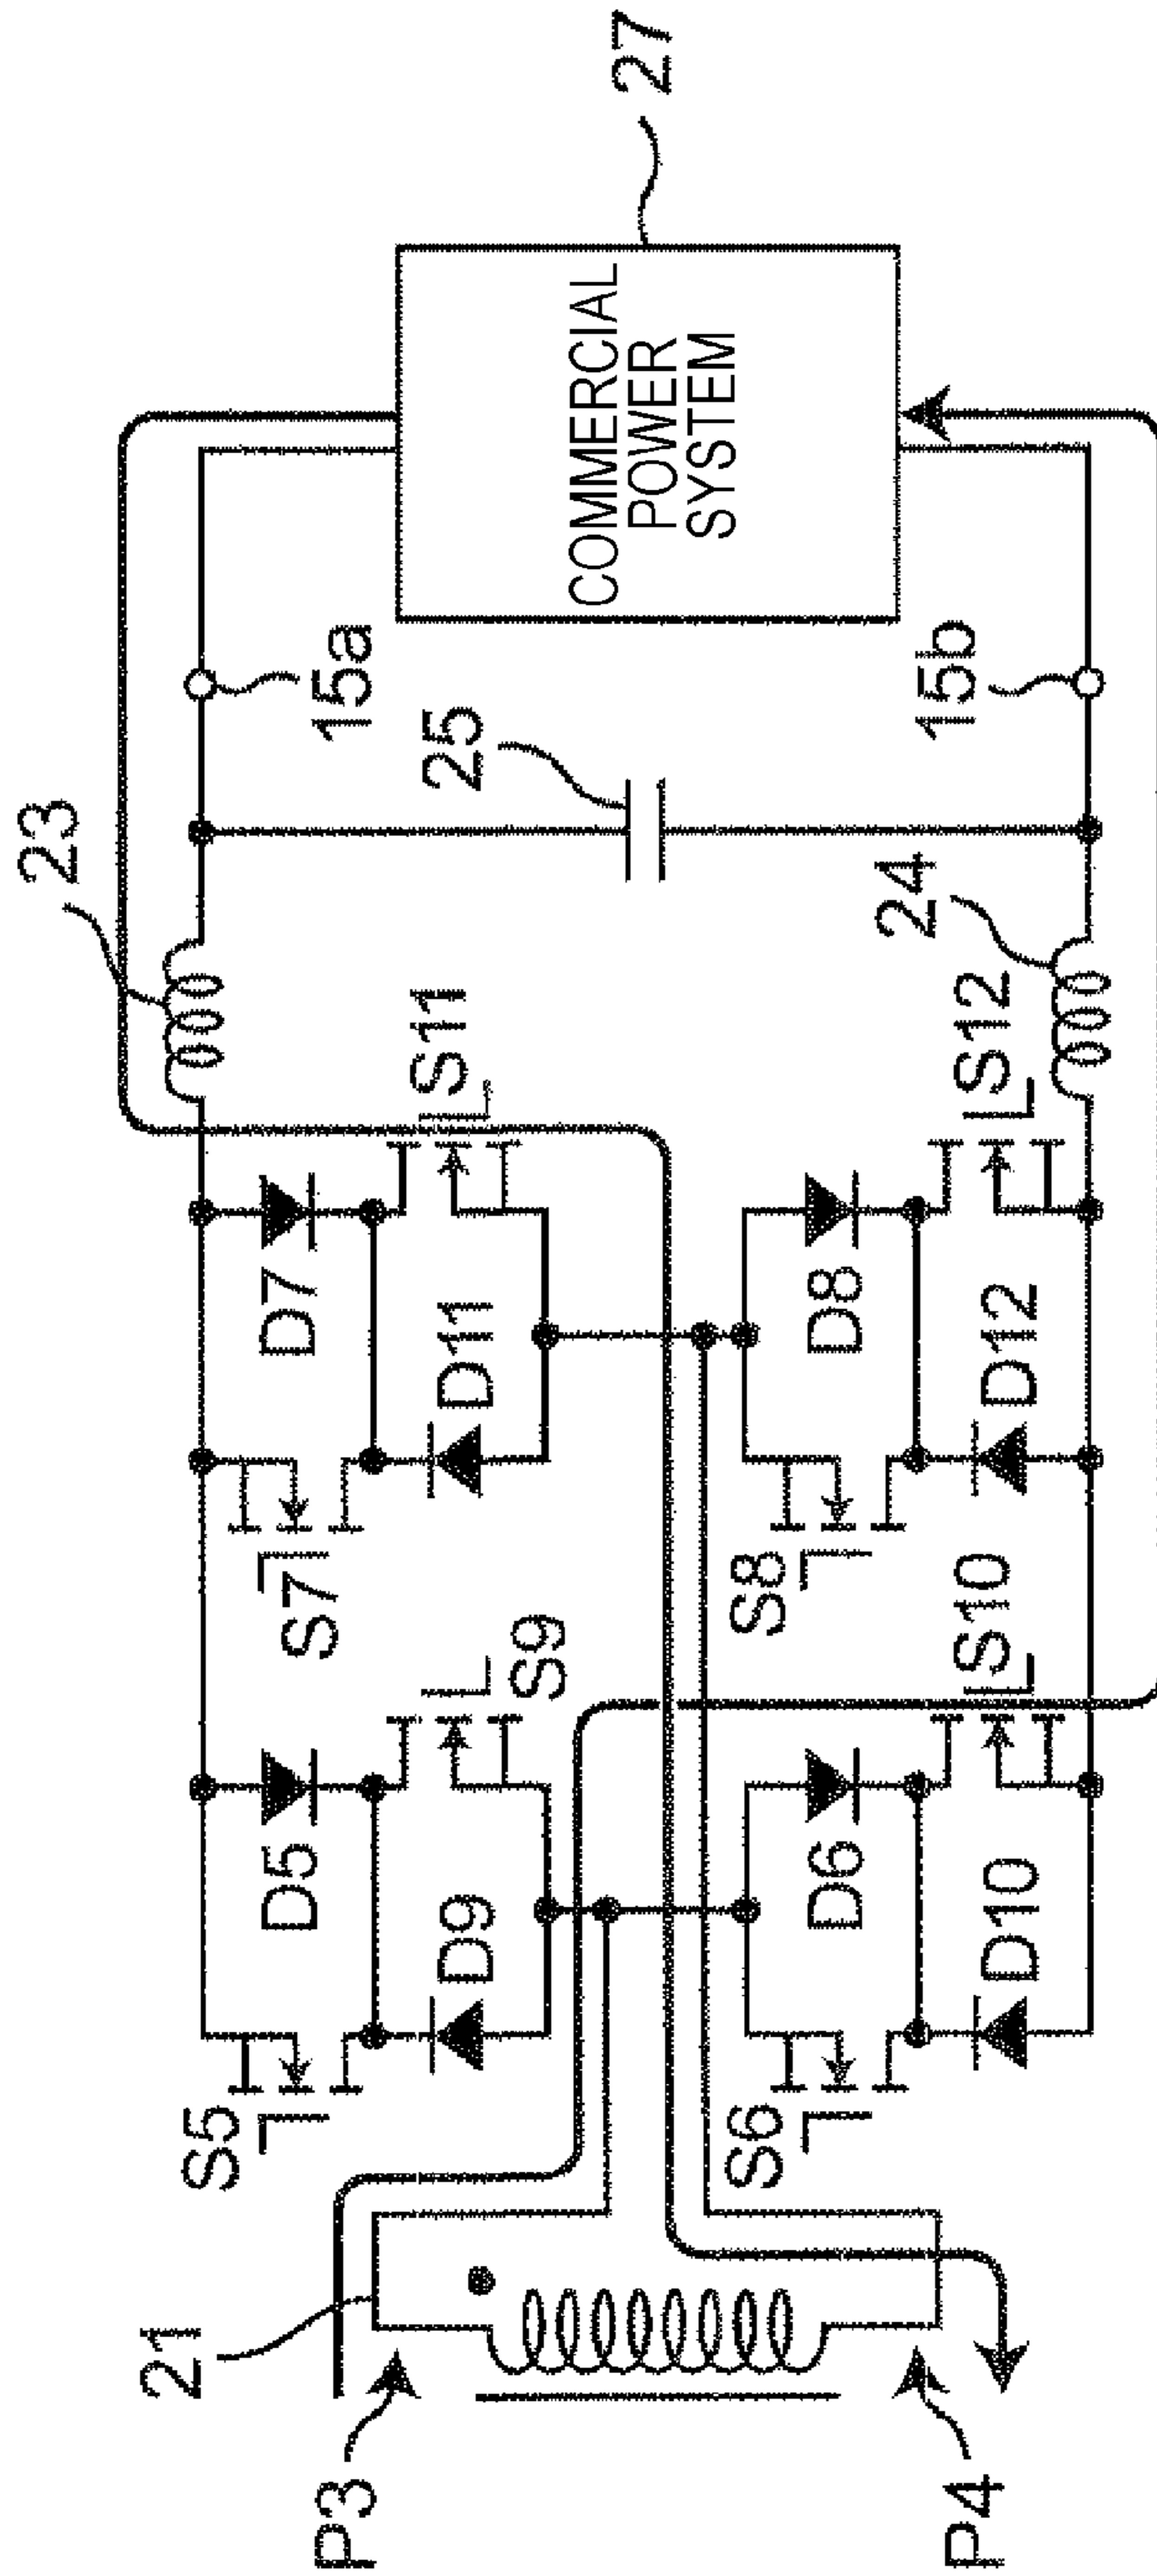 23
27
15a
25
COMMERCIAL
POWER
SYSTEM
15b
24
S11
S12
D7
D11
D8
D12
S7
S8
S9
S10
D5
D9
D6
D10
S5
S6
21
P3
P4